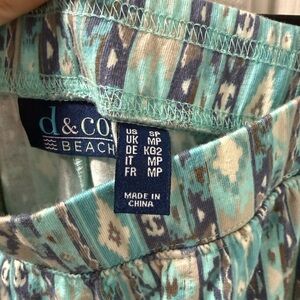 d&co
BEACH
US SP
UK MP
DE KG2
IT MP
FR MP
MADE IN
CHINA